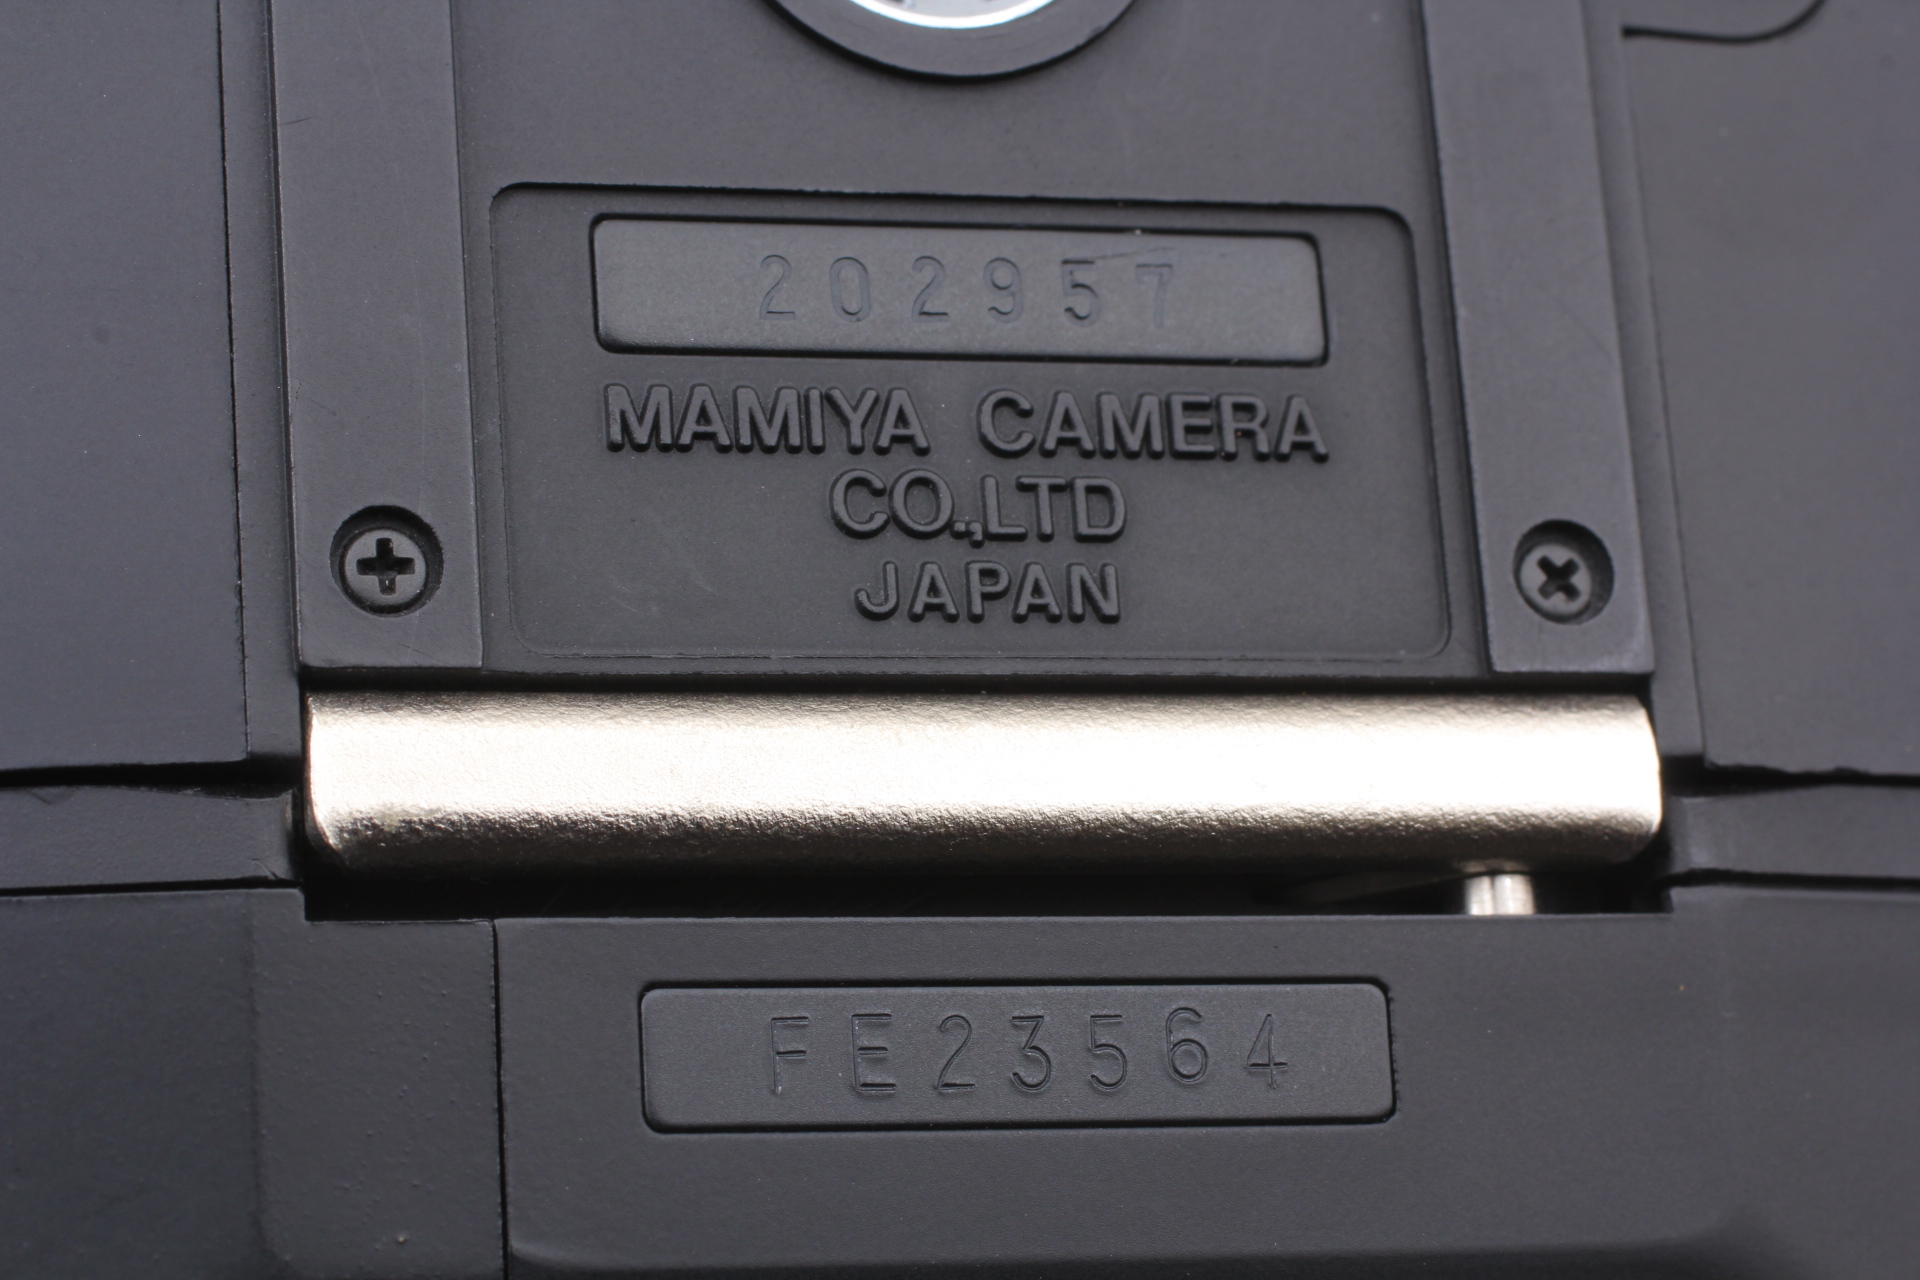 202957
MAMIYA CAMERA
CO.,LTD
JAPAN
FE23564